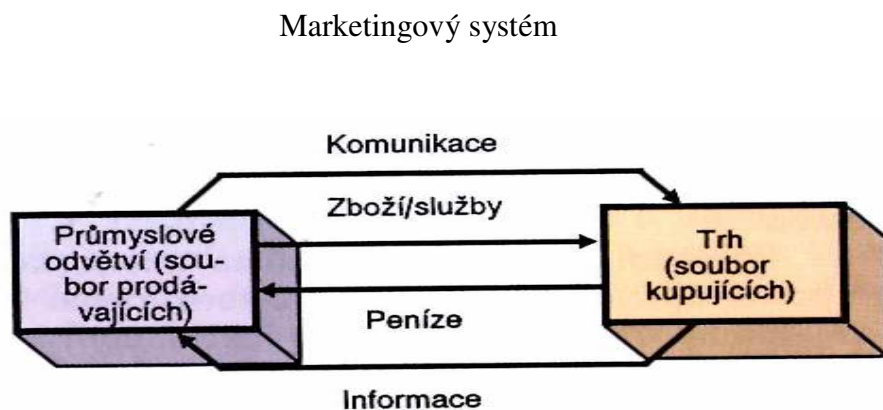 Marketingový systém
Komunikace
Zboží/služby
Průmyslové
odvětví (sou-
bor prodá-
vajících)
Trh
(soubor
kupujících)
Peníze
Informace